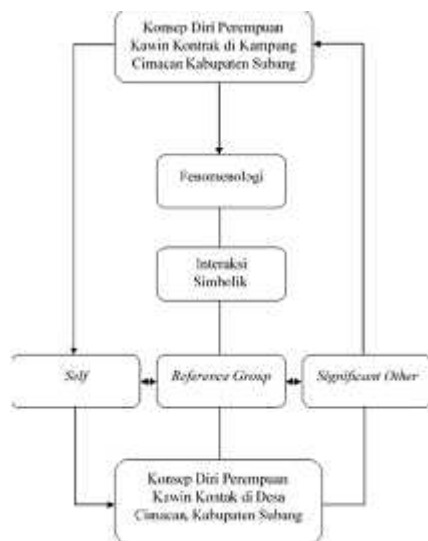 Konsep Diri Perempuan
Kawin Kontrak di Kampung
Cimacan Kabupaten Subang
Fenomenologi
Interaksi
Simbolik
Self
Reference Group
Significant Other
Konsep Diri Perempuan
Kawin Kontak di Desa
Cimacan, Kabupaten Subang